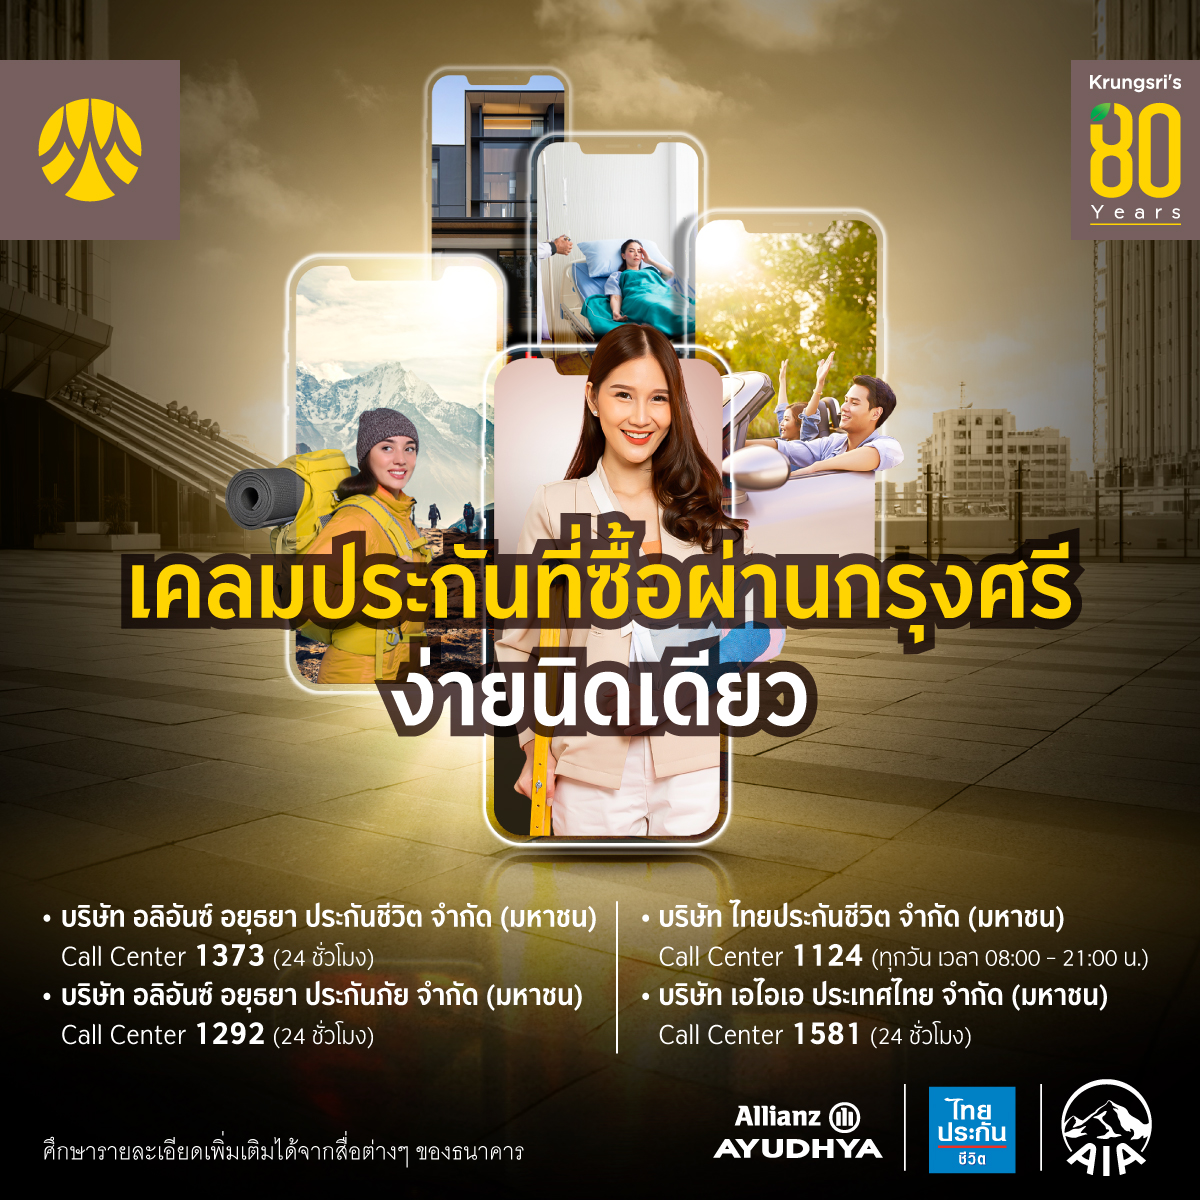 Krungsri's
80
Years
เคลมประกันที่ซื้อผ่านกรุงศรี
ง่ายนิดเดียว
• บริษัท อลิอันซ์ อยุธยา ประกันชีวิต จำกัด (มหาชน)
Call Center 1373 (24 ชั่วโมง)
• บริษัท อลิอันซ์ อยุธยา ประกันภัย จำกัด (มหาชน)
Call Center 1292 (24 ชั่วโมง)
• บริษัท ไทยประกันชีวิต จำกัด (มหาชน)
Call Center 1124 (ทุกวัน เวลา 08:00 - 21:00 น.)
• บริษัท เอไอเอ ประเทศไทย จำกัด (มหาชน)
Call Center 1581 (24 ชั่วโมง)
ศึกษารายละเอียดเพิ่มเติมได้จากสื่อต่างๆ ของธนาคาร
Allianz
AYUDHYA
ไทย
ประกัน
ชีวิต
AIA